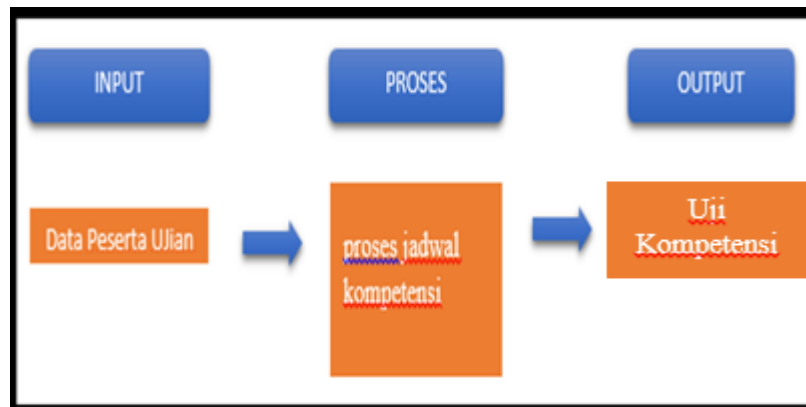 INPUT
PROSES
OUTPUT
Data Peserta UJian
proses jadwal
kompetensi
Uji
Kompetensi